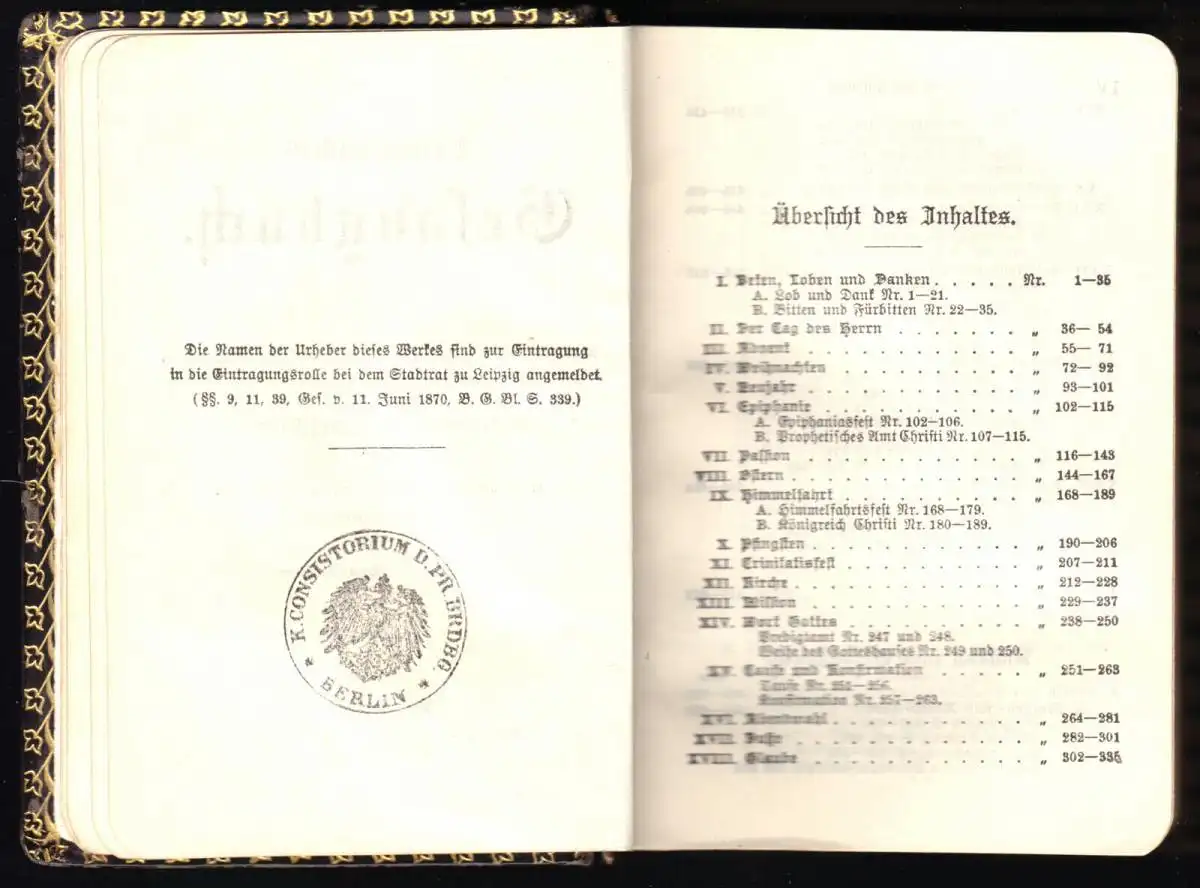 Die Namen der Urheber dieses Werkes sind zur Eintragung
in die Eintragungsrolle bei dem Stadtrat zu Leipzig angemeldet.
(§§. 9, 11, 39, Ges. v. 11. Juni 1870, B. G. Bl. S. 339.)
* K. CONSISTORIUM D. PR. BRDBG. *
BERLIN
Übersicht des Inhaltes.
I. Beten, Loben und Danken . . . . . Nr. 1—35
A. Lob und Dank Nr. 1—21.
B. Bitten und Fürbitten Nr. 22—35.
II. Der Tag des Herrn . . . . . . . „ 36— 54
III. Advent . . . . . . . . . . . . „ 55— 71
IV. Weihnachten . . . . . . . . . . „ 72— 92
V. Neujahr . . . . . . . . . . . . „ 93—101
VI. Epiphanie . . . . . . . . . . . „ 102—115
A. Epiphaniasfest Nr. 102—106.
B. Prophetisches Amt Christi Nr. 107—115.
VII. Passion . . . . . . . . . . . . „ 116—143
VIII. Ostern . . . . . . . . . . . . . „ 144—167
IX. Himmelfahrt . . . . . . . . . . „ 168—189
A. Himmelfahrtsfest Nr. 168—179.
B. Königreich Christi Nr. 180—189.
X. Pfingsten . . . . . . . . . . . „ 190—206
XI. Trinitatisfest . . . . . . . . . „ 207—211
XII. Kirche . . . . . . . . . . . . . „ 212—228
XIII. Mission . . . . . . . . . . . . „ 229—237
XIV. Wort Gottes . . . . . . . . . . „ 238—250
Predigtamt Nr. 247 und 248.
Weihe des Gotteshauses Nr. 249 und 250.
XV. Taufe und Konfirmation . . . . . „ 251—263
Taufe Nr. 251—256.
Konfirmation Nr. 257—263.
XVI. Abendmahl . . . . . . . . . . . „ 264—281
XVII. Buße . . . . . . . . . . . . . . „ 282—301
XVIII. Glaube . . . . . . . . . . . . . „ 302—335